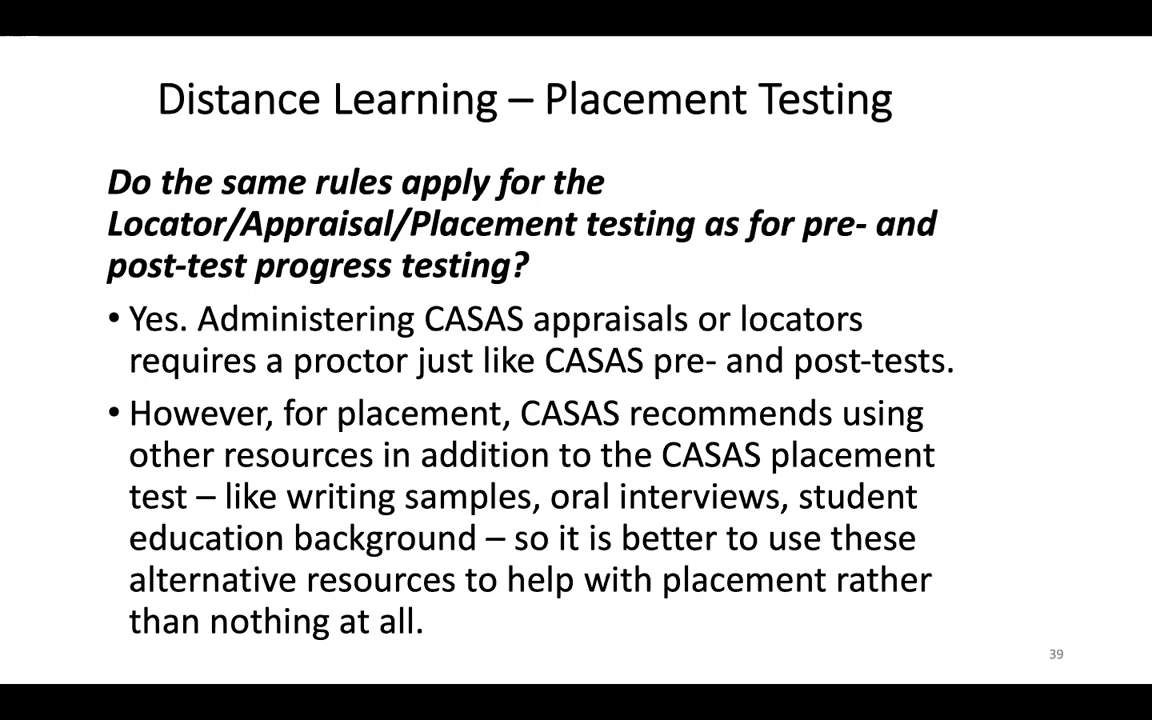 Distance Learning – Placement Testing
Do the same rules apply for the
Locator/Appraisal/Placement testing as for pre- and
post-test progress testing?
• Yes. Administering CASAS appraisals or locators
requires a proctor just like CASAS pre- and post-tests.
• However, for placement, CASAS recommends using
other resources in addition to the CASAS placement
test – like writing samples, oral interviews, student
education background – so it is better to use these
alternative resources to help with placement rather
than nothing at all.
39